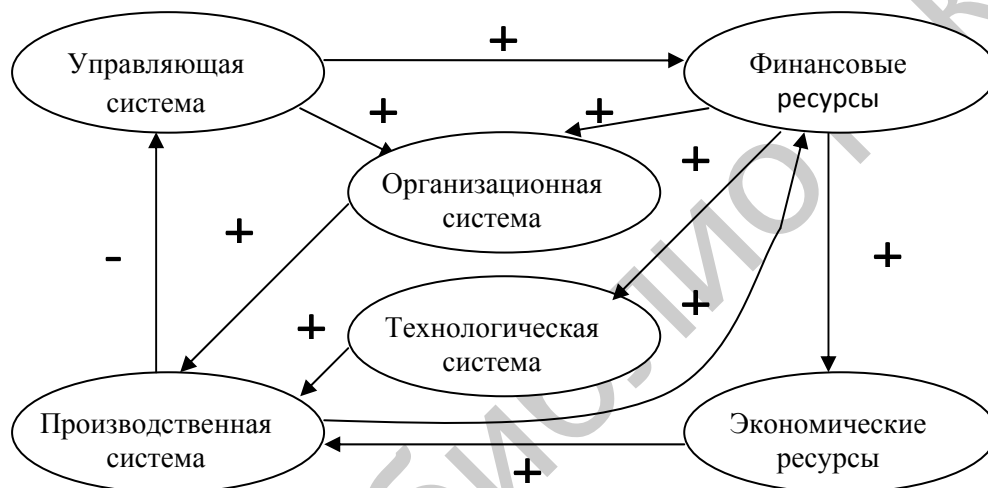 +
Управляющая
система
Финансовые
ресурсы
+
+
+
Организационная
система
+
-
+
+
Технологическая
система
+
Производственная
система
Экономические
ресурсы
+